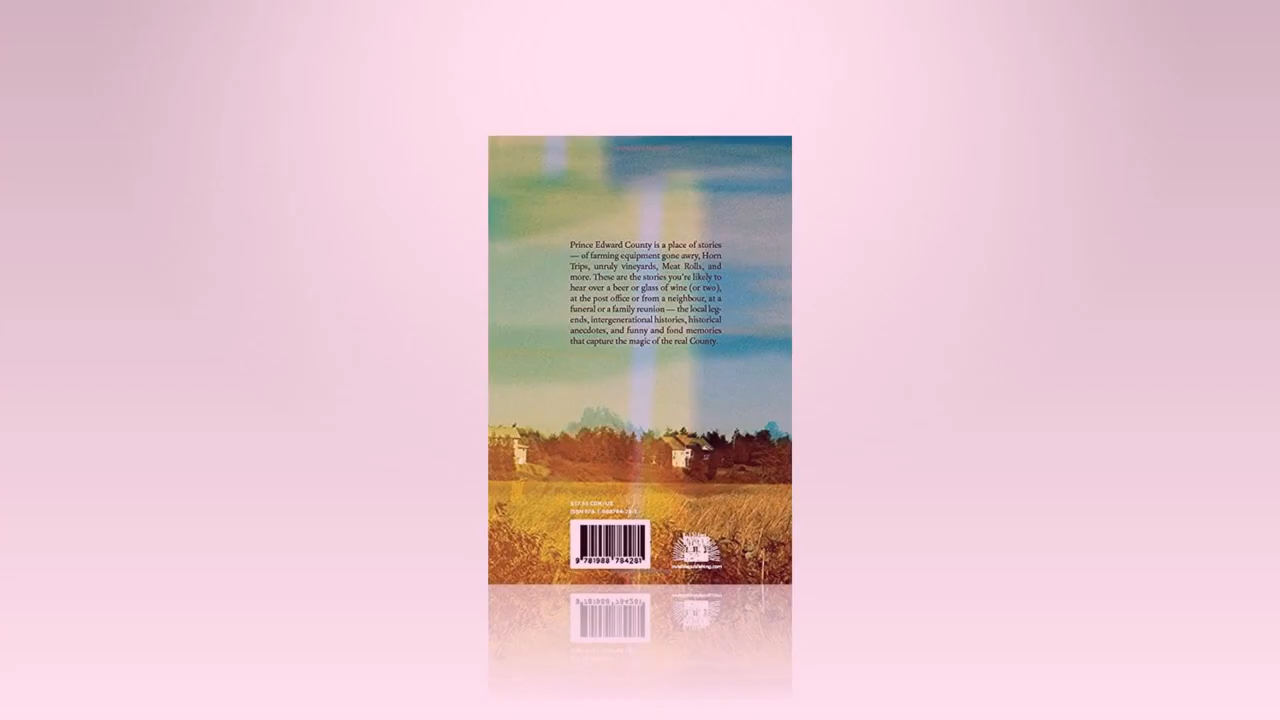 Prince Edward County is a place of stories
— of farming equipment gone awry, Horn
Trips, unruly vineyards, Meat Rolls, and
more. These are the stories you're likely to
hear over a beer or glass of wine (or two),
at the post office or from a neighbour, at a
funeral or a family reunion — the local leg-
ends, intergenerational histories, historical
anecdotes, and funny and fond memories
that capture the magic of the real County.
9 781988 784281